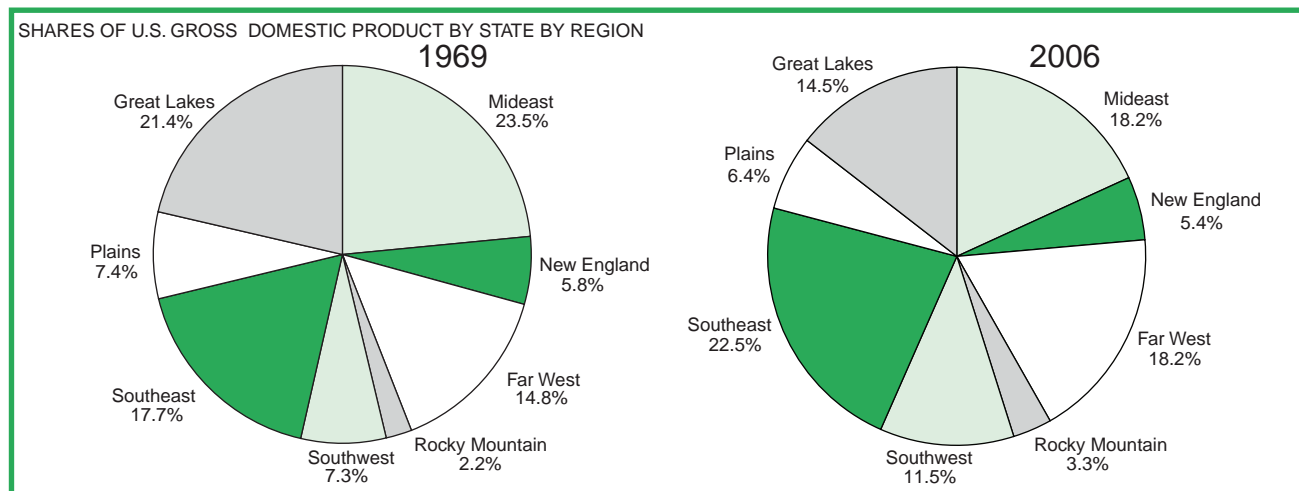 SHARES OF U.S. GROSS DOMESTIC PRODUCT BY STATE BY REGION
1969
Great Lakes
21.4%
Mideast
23.5%
Plains
7.4%
New England
5.8%
Southeast
17.7%
Far West
14.8%
Southwest
7.3%
Rocky Mountain
2.2%
2006
Great Lakes
14.5%
Mideast
18.2%
Plains
6.4%
New England
5.4%
Southeast
22.5%
Far West
18.2%
Southwest
11.5%
Rocky Mountain
3.3%